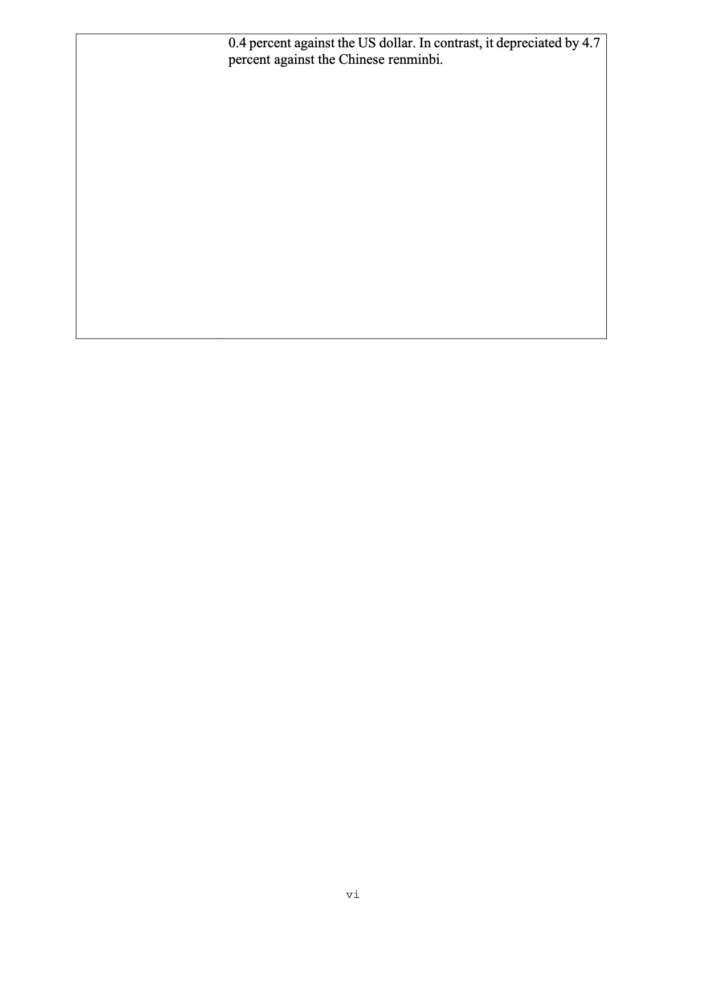 0.4 percent against the US dollar. In contrast, it depreciated by 4.7
percent against the Chinese renminbi.
vi